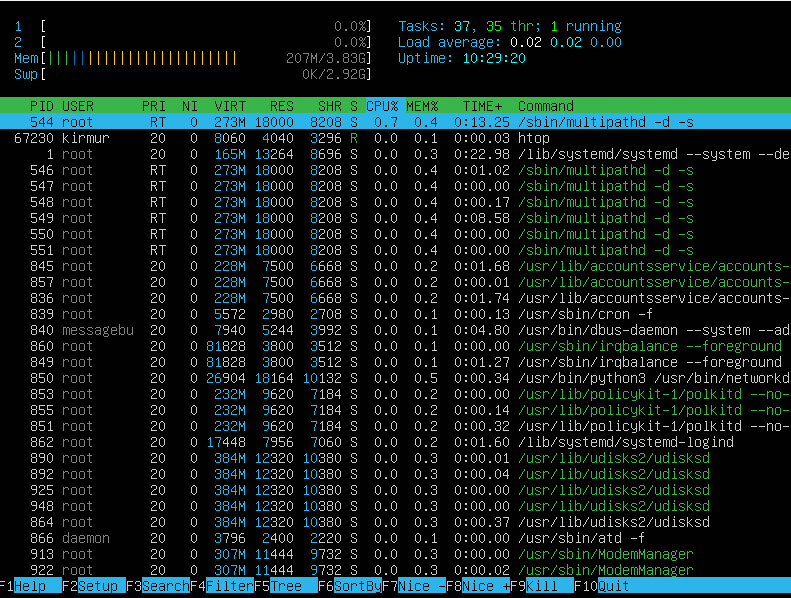 1 [ 0.0%] Tasks: 37, 35 thr; 1 running
2 [ 0.0%] Load average: 0.02 0.02 0.00
Mem[||||||||||||||||||||||||| 207M/3.83G] Uptime: 10:29:20
Swp[ 0K/2.92G]
PID USER PRI NI VIRT RES SHR S CPU% MEM% TIME+ Command
544 root RT 0 273M 18000 8208 S 0.7 0.4 0:13.25 /sbin/multipathd -d -s
67230 kirmur 20 0 8060 4040 3296 R 0.0 0.1 0:00.03 htop
1 root 20 0 165M 13264 8696 S 0.0 0.3 0:22.98 /lib/systemd/systemd --system --de
546 root RT 0 273M 18000 8208 S 0.0 0.4 0:01.02 /sbin/multipathd -d -s
547 root RT 0 273M 18000 8208 S 0.0 0.4 0:00.00 /sbin/multipathd -d -s
548 root RT 0 273M 18000 8208 S 0.0 0.4 0:00.17 /sbin/multipathd -d -s
549 root RT 0 273M 18000 8208 S 0.0 0.4 0:08.58 /sbin/multipathd -d -s
550 root RT 0 273M 18000 8208 S 0.0 0.4 0:00.00 /sbin/multipathd -d -s
551 root RT 0 273M 18000 8208 S 0.0 0.4 0:00.00 /sbin/multipathd -d -s
845 root 20 0 228M 7500 6668 S 0.0 0.2 0:01.68 /usr/lib/accountsservice/accounts-
857 root 20 0 228M 7500 6668 S 0.0 0.2 0:00.01 /usr/lib/accountsservice/accounts-
836 root 20 0 228M 7500 6668 S 0.0 0.2 0:01.74 /usr/lib/accountsservice/accounts-
839 root 20 0 5572 2980 2708 S 0.0 0.1 0:00.13 /usr/sbin/cron -f
840 messagebu 20 0 7940 5244 3992 S 0.0 0.1 0:04.80 /usr/bin/dbus-daemon --system --ad
860 root 20 0 81828 3800 3512 S 0.0 0.1 0:00.00 /usr/sbin/irqbalance --foreground
849 root 20 0 81828 3800 3512 S 0.0 0.1 0:01.27 /usr/sbin/irqbalance --foreground
850 root 20 0 26904 18164 10132 S 0.0 0.5 0:00.34 /usr/bin/python3 /usr/bin/networkd
853 root 20 0 232M 9620 7184 S 0.0 0.2 0:00.00 /usr/lib/policykit-1/polkitd --no-
855 root 20 0 232M 9620 7184 S 0.0 0.2 0:00.14 /usr/lib/policykit-1/polkitd --no-
851 root 20 0 232M 9620 7184 S 0.0 0.2 0:00.32 /usr/lib/policykit-1/polkitd --no-
862 root 20 0 17448 7956 7060 S 0.0 0.2 0:01.60 /lib/systemd/systemd-logind
890 root 20 0 384M 12320 10380 S 0.0 0.3 0:00.01 /usr/lib/udisks2/udisksd
892 root 20 0 384M 12320 10380 S 0.0 0.3 0:00.04 /usr/lib/udisks2/udisksd
925 root 20 0 384M 12320 10380 S 0.0 0.3 0:00.00 /usr/lib/udisks2/udisksd
948 root 20 0 384M 12320 10380 S 0.0 0.3 0:00.00 /usr/lib/udisks2/udisksd
864 root 20 0 384M 12320 10380 S 0.0 0.3 0:00.37 /usr/lib/udisks2/udisksd
866 daemon 20 0 3796 2400 2220 S 0.0 0.1 0:00.00 /usr/sbin/atd -f
913 root 20 0 307M 11444 9732 S 0.0 0.3 0:00.00 /usr/sbin/ModemManager
922 root 20 0 307M 11444 9732 S 0.0 0.3 0:00.02 /usr/sbin/ModemManager
F1Help F2Setup F3SearchF4FilterF5Tree F6SortByF7Nice -F8Nice +F9Kill F10Quit